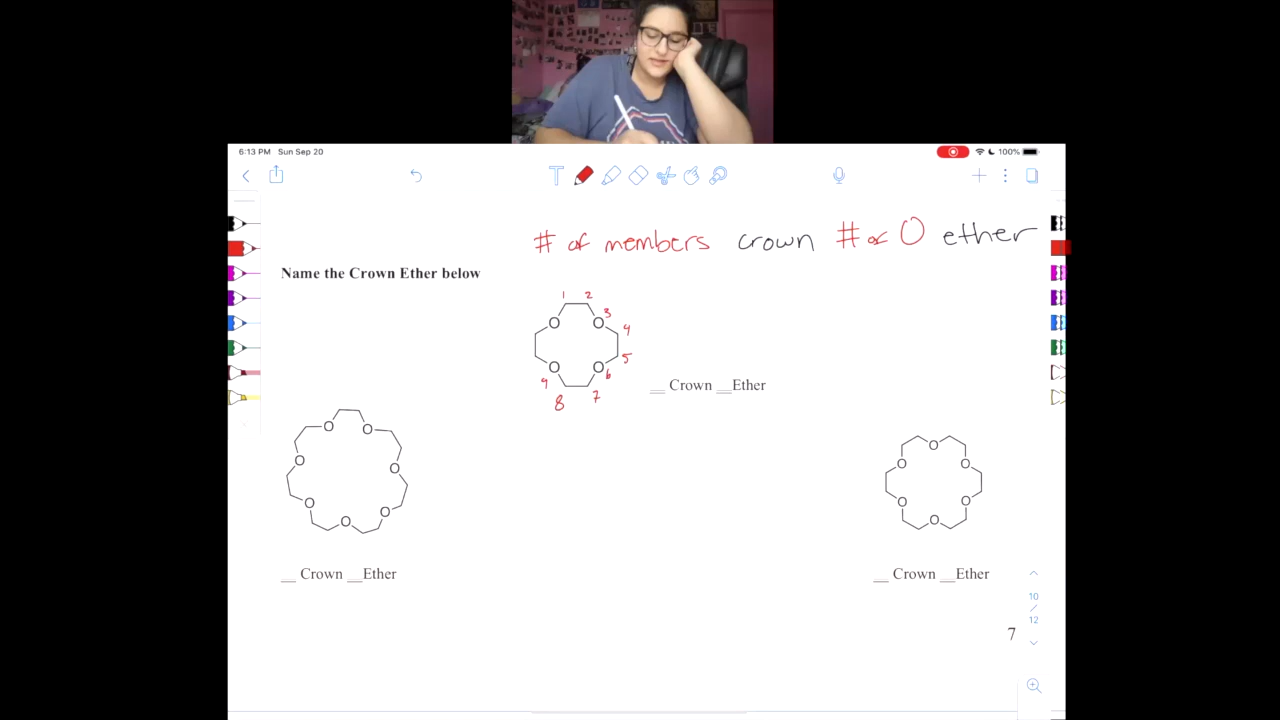 6:13 PM Sun Sep 20
100%
T
# of members crown # of O ether
Name the Crown Ether below
1 2
O O 3
4
5
O O 6
9
8 7
__ Crown __Ether
O O
O O
O O
O
O
O O
O O
O
__ Crown __Ether
__ Crown __Ether
10
/
12
7